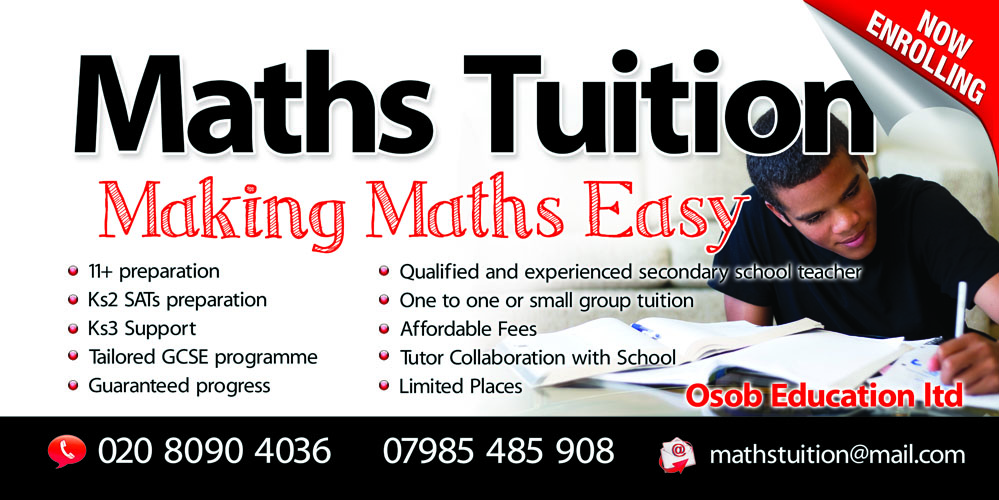 NOW
ENROLLING
Maths Tuition
Making Maths Easy
11+ preparation
Ks2 SATs preparation
Ks3 Support
Tailored GCSE programme
Guaranteed progress
Qualified and experienced secondary school teacher
One to one or small group tuition
Affordable Fees
Tutor Collaboration with School
Limited Places
Osob Education ltd
020 8090 4036
07985 485 908
mathstuition@mail.com